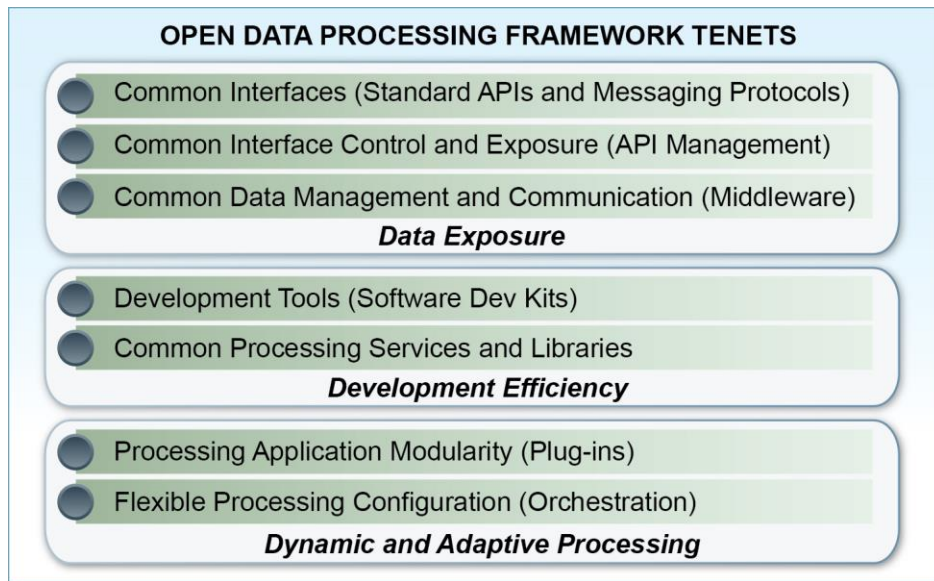 OPEN DATA PROCESSING FRAMEWORK TENETS
Common Interfaces (Standard APIs and Messaging Protocols)
Common Interface Control and Exposure (API Management)
Common Data Management and Communication (Middleware)
Data Exposure
Development Tools (Software Dev Kits)
Common Processing Services and Libraries
Development Efficiency
Processing Application Modularity (Plug-ins)
Flexible Processing Configuration (Orchestration)
Dynamic and Adaptive Processing